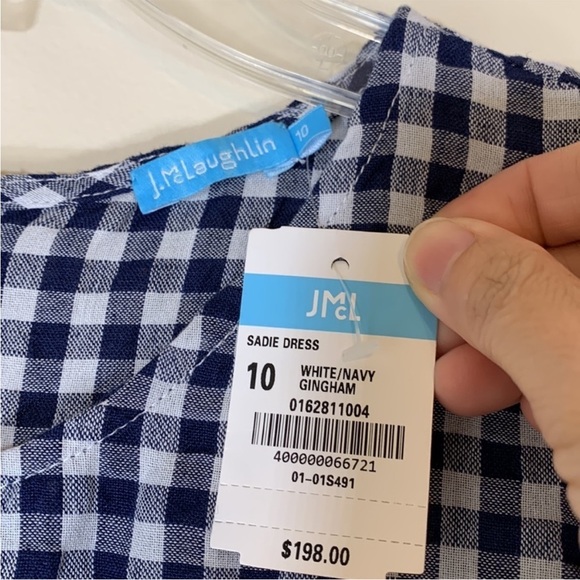 J.McLaughlin
10
JMcL
SADIE DRESS
10
WHITE/NAVY
GINGHAM
0162811004
400000066721
01-01S491
$198.00